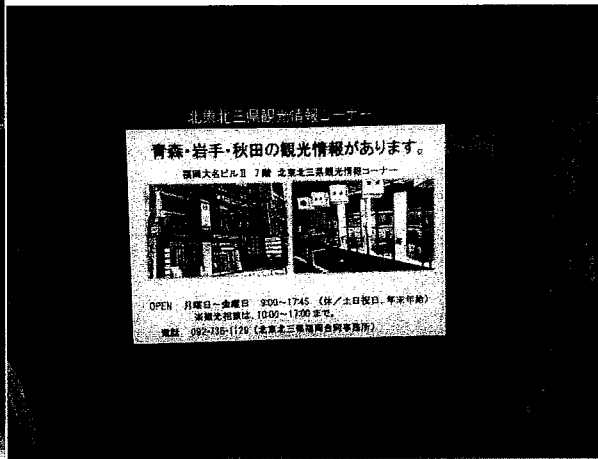 北東北三県観光情報コーナー
青森・岩手・秋田の観光情報があります。
福岡大名ビルⅡ 7階 北東北三県観光情報コーナー
OPEN 月曜日～金曜日 9:00～17:45 (休／土日祝日、年末年始)
※観光相談は、10:00～17:00まで。
電話 092-736-1129 (北東北三県福岡合同事務所)